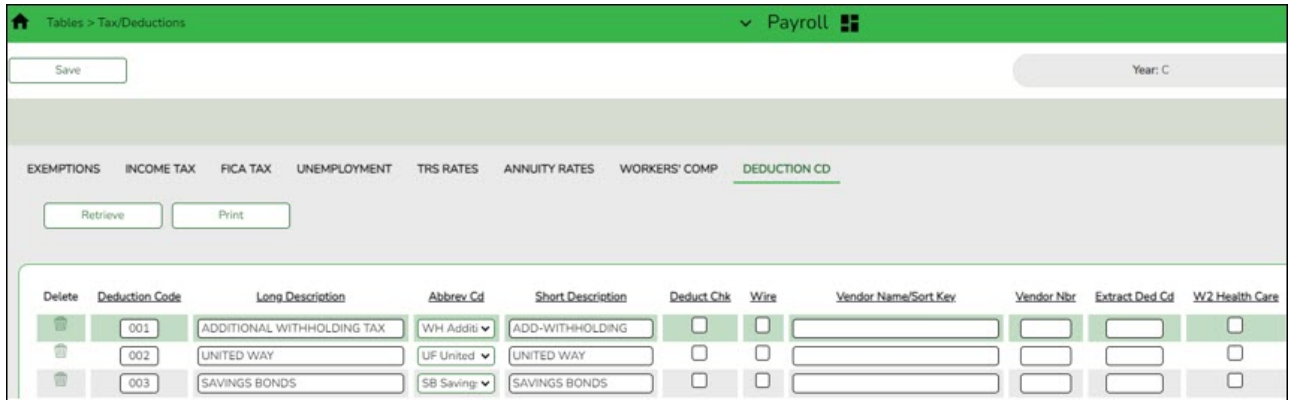 Tables > Tax/Deductions
Payroll
Save
Year: C
EXEMPTIONS INCOME TAX FICA TAX UNEMPLOYMENT TRS RATES ANNUITY RATES WORKERS' COMP DEDUCTION CD
Retrieve Print
Delete Deduction Code Long Description Abbrev Cd Short Description Deduct Chk Wire Vendor Name/Sort Key Vendor Nbr Extract Ded Cd W2 Health Care
001 ADDITIONAL WITHHOLDING TAX WH Additi ADD-WITHHOLDING
002 UNITED WAY UF United UNITED WAY
003 SAVINGS BONDS SB Saving: SAVINGS BONDS